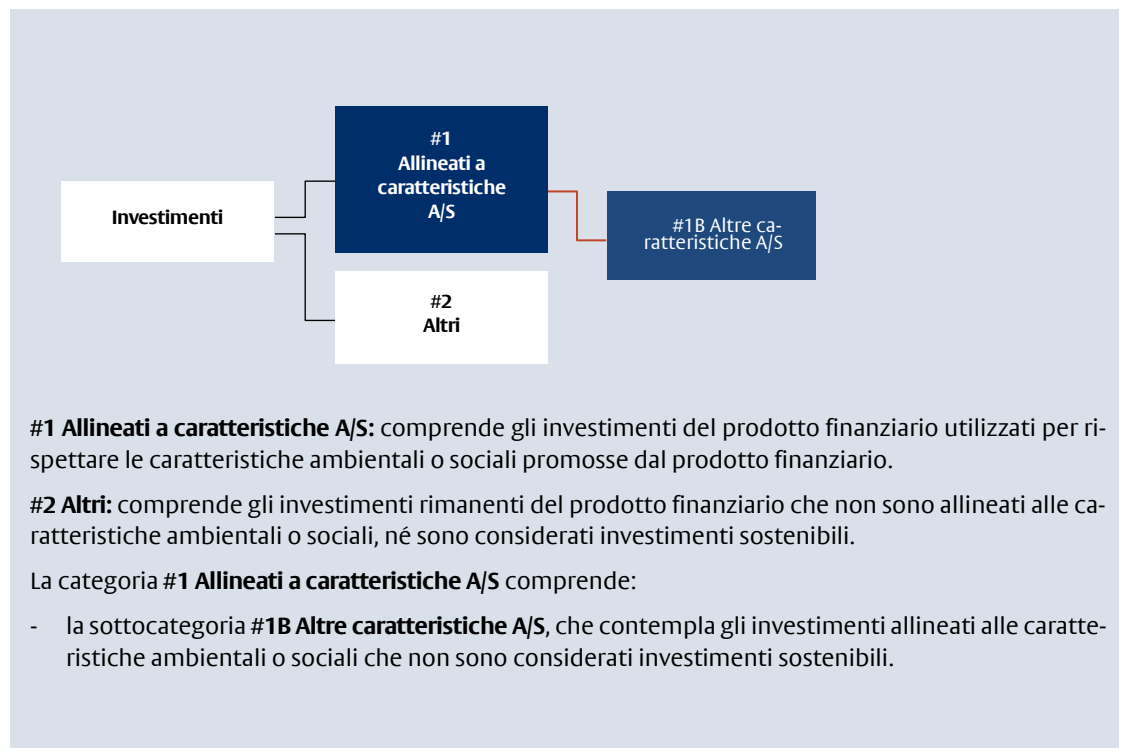 #1
Allineati a
caratteristiche
A/S
Investimenti
#1B Altre ca-
ratteristiche A/S
#2
Altri
#1 Allineati a caratteristiche A/S: comprende gli investimenti del prodotto finanziario utilizzati per ri-
spettare le caratteristiche ambientali o sociali promosse dal prodotto finanziario.
#2 Altri: comprende gli investimenti rimanenti del prodotto finanziario che non sono allineati alle ca-
ratteristiche ambientali o sociali, né sono considerati investimenti sostenibili.
La categoria #1 Allineati a caratteristiche A/S comprende:
- la sottocategoria #1B Altre caratteristiche A/S, che contempla gli investimenti allineati alle caratte-
ristiche ambientali o sociali che non sono considerati investimenti sostenibili.